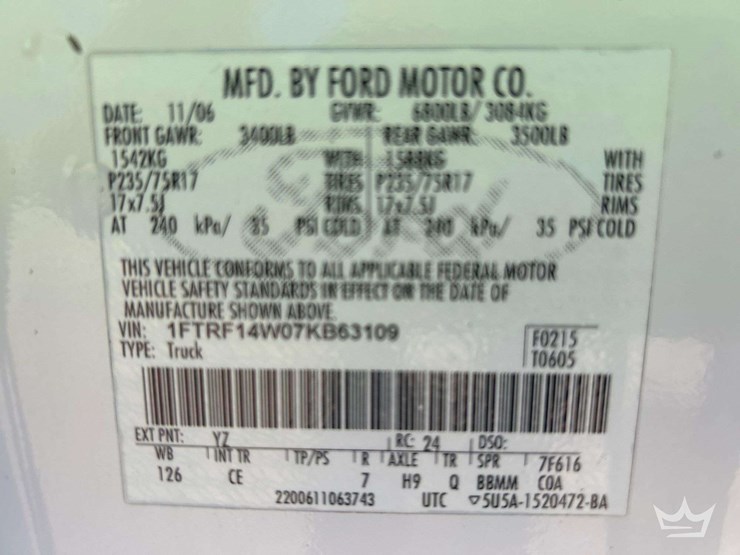 MFD. BY FORD MOTOR CO.
DATE: 11/06 GVWR: 6800LB/ 3084KG
FRONT GAWR: 3400LB REAR GAWR: 3500LB
1542KG WITH 1588KG WITH
P235/75R17 TIRES P235/75R17 TIRES
17x7.5J RIMS 17x7.5J RIMS
AT 240 kPa/ 35 PSI COLD AT 240 kPa/ 35 PSI COLD
THIS VEHICLE CONFORMS TO ALL APPLICABLE FEDERAL MOTOR
VEHICLE SAFETY STANDARDS IN EFFECT ON THE DATE OF
MANUFACTURE SHOWN ABOVE.
VIN: 1FTRF14W07KB63109
TYPE: Truck
F0215
T0605
EXT PNT: YZ RC: 24 DSO:
WB INT TR TP/PS R AXLE TR SPR 7F616
126 CE 7 H9 Q BBMM COA
2200611063743 UTC ▽5U5A-1520472-BA